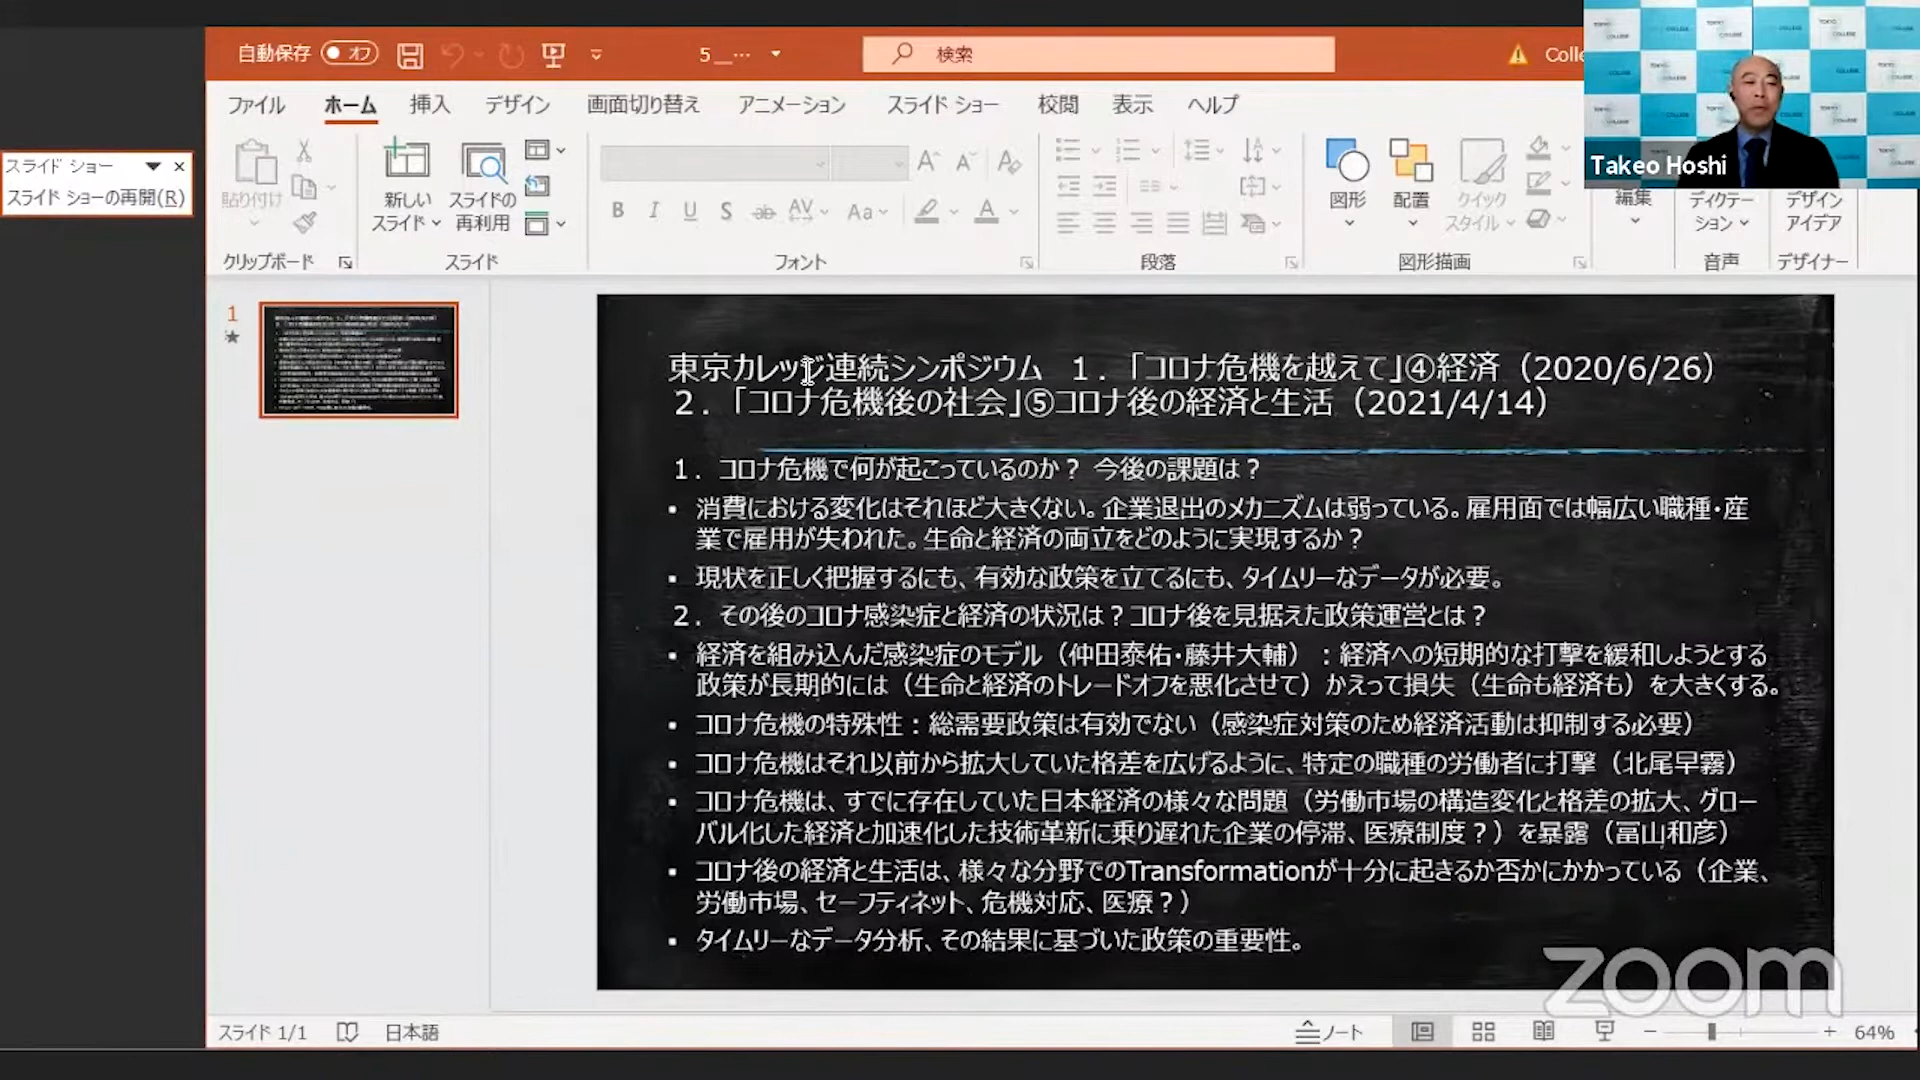 自動保存 オフ 5__… 検索 Colle
ファイル ホーム 挿入 デザイン 画面切り替え アニメーション スライド ショー 校閲 表示 ヘルプ
Takeo Hoshi
スライド ショー
スライド ショーの再開(R)
貼り付け
新しい
スライド
スライドの
再利用
B I U S ab AV Aa A
図形
配置
クイック
スタイル
編集
ディクテー
ション
デザイン
アイデア
クリップボード スライド フォント 段落 図形描画 音声 デザイナー
1
東京カレッジ連続シンポジウム １．「コロナ危機を越えて」④経済（2020/6/26）
２．「コロナ危機後の社会」⑤コロナ後の経済と生活（2021/4/14）
１．コロナ危機で何が起こっているのか？ 今後の課題は？
▪ 消費における変化はそれほど大きくない。企業退出のメカニズムは弱っている。雇用面では幅広い職種・産
業で雇用が失われた。生命と経済の両立をどのように実現するか？
▪ 現状を正しく把握するにも、有効な政策を立てるにも、タイムリーなデータが必要。
２．その後のコロナ感染症と経済の状況は？コロナ後を見据えた政策運営とは？
▪ 経済を組み込んだ感染症のモデル（仲田泰佑・藤井大輔）：経済への短期的な打撃を緩和しようとする
政策が長期的には（生命と経済のトレードオフを悪化させて）かえって損失（生命も経済も）を大きくする。
▪ コロナ危機の特殊性：総需要政策は有効でない（感染症対策のため経済活動は抑制する必要）
▪ コロナ危機はそれ以前から拡大していた格差を広げるように、特定の職種の労働者に打撃（北尾早霧）
▪ コロナ危機は、すでに存在していた日本経済の様々な問題（労働市場の構造変化と格差の拡大、グロー
バル化した経済と加速化した技術革新に乗り遅れた企業の停滞、医療制度？）を暴露（冨山和彦）
▪ コロナ後の経済と生活は、様々な分野でのTransformationが十分に起きるか否かにかかっている（企業、
労働市場、セーフティネット、危機対応、医療？）
▪ タイムリーなデータ分析、その結果に基づいた政策の重要性。
zoom
スライド 1/1 日本語 ノート 64%